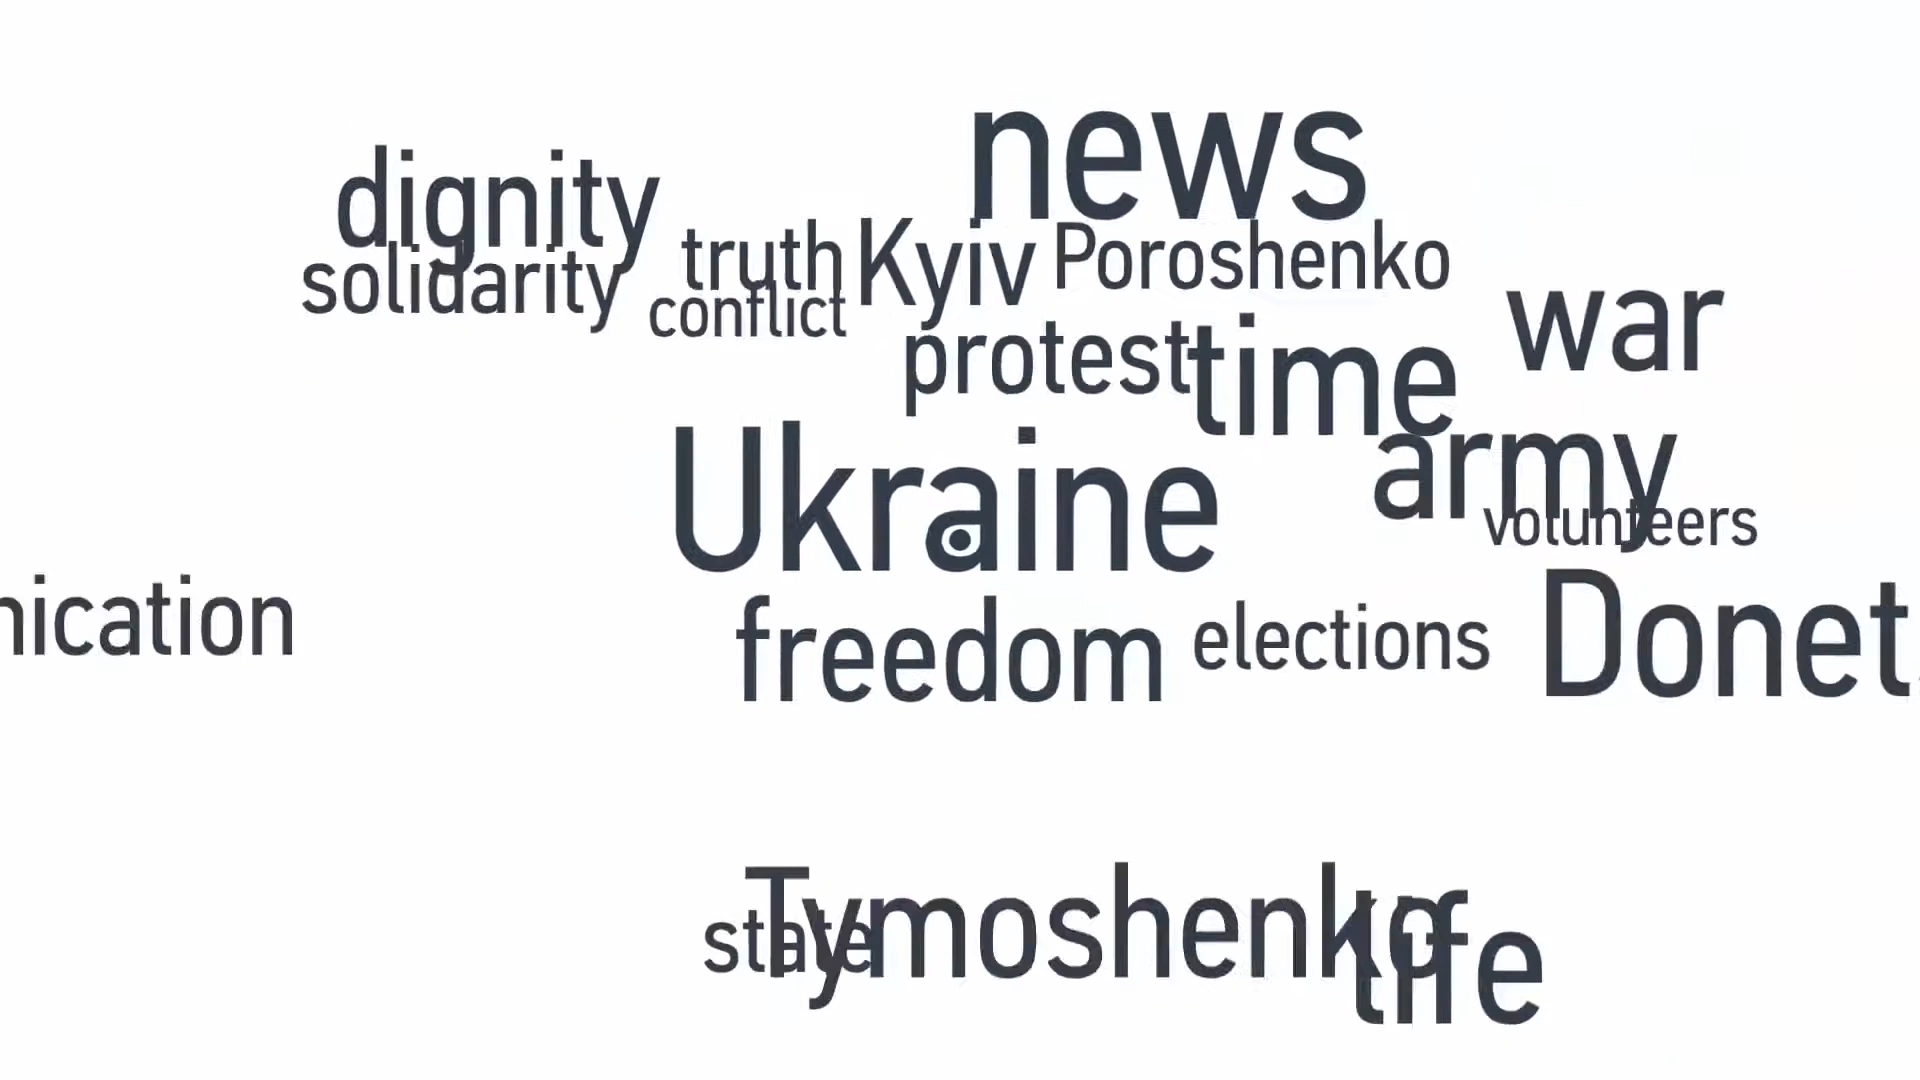 news
dignity
truth Kyiv Poroshenko
solidarity
conflict
war
protest time
army
Ukraine
volunteers
nication
freedom elections Donet
Tymoshenko
state
life